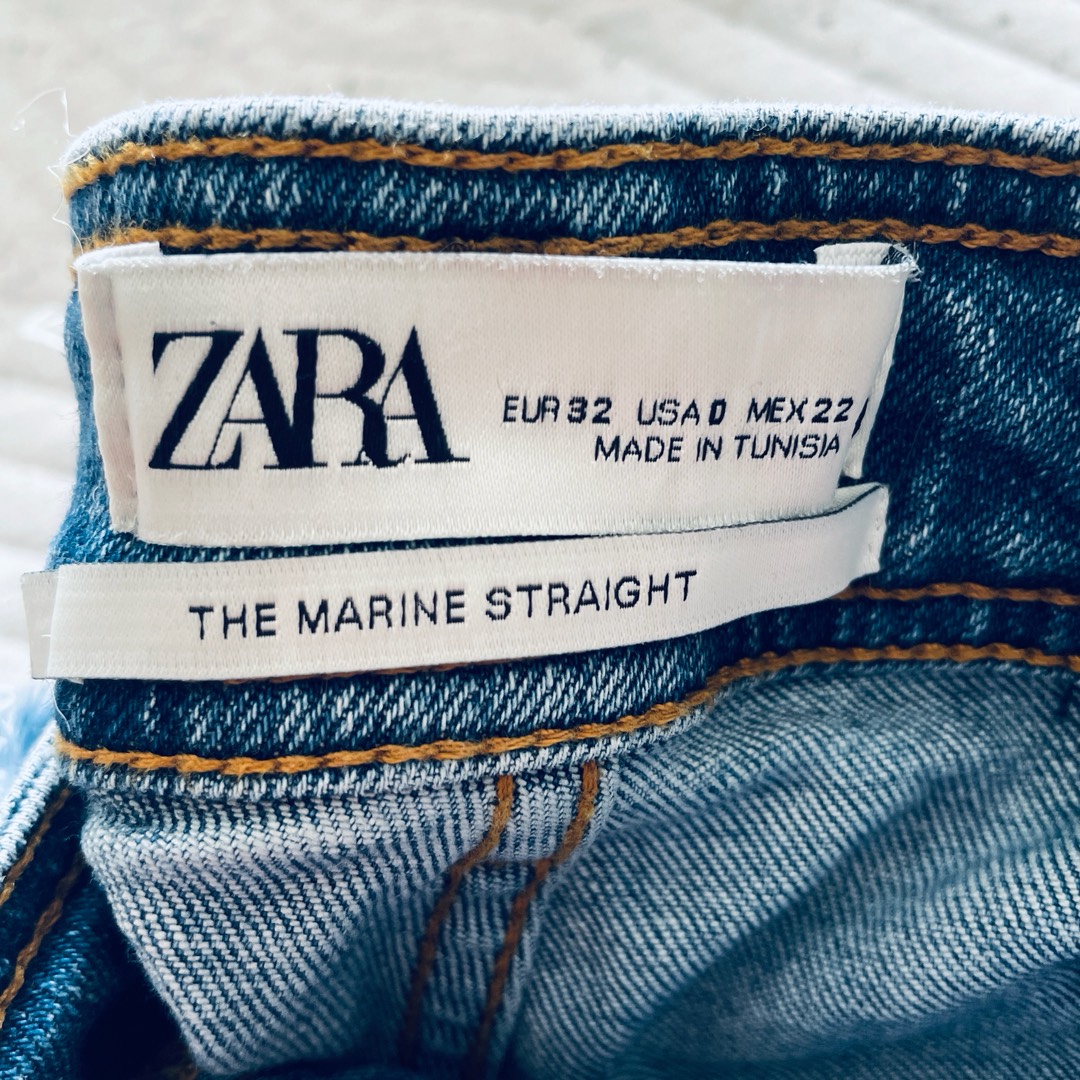 ZARA
EUR 32 USA 0 MEX 22
MADE IN TUNISIA
THE MARINE STRAIGHT